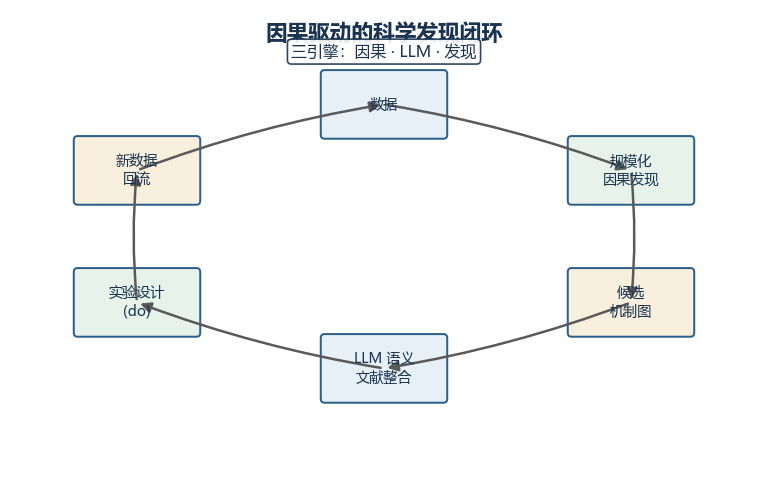 因果驱动的科学发现闭环
三引擎：因果 · LLM · 发现
数据
规模化
因果发现
候选
机制图
LLM 语义
文献整合
实验设计
(do)
新数据
回流